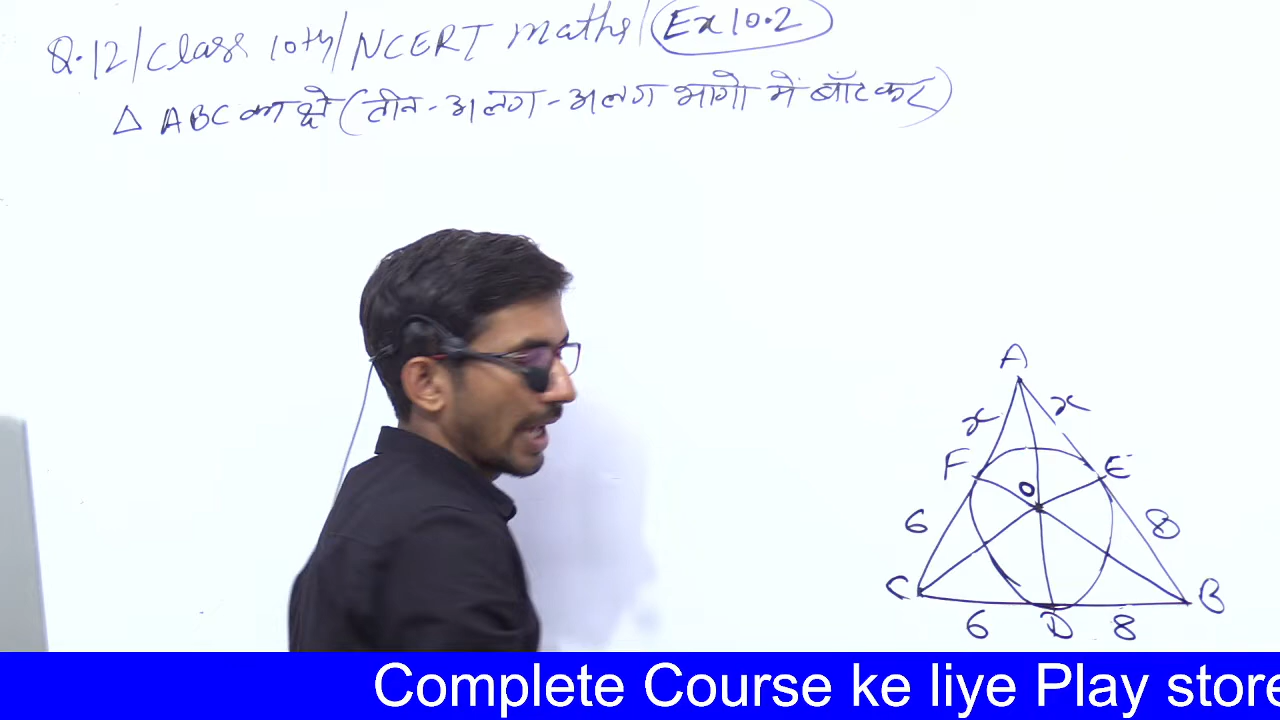 Q.12/Class 10th/NCERT Maths/Ex 10.2
△ ABC का क्षे (तीन-अलग-अलग भागो में बाँट कर)
A
x x
F E
O
6 8
C B
6 D 8
Complete Course ke liye Play store